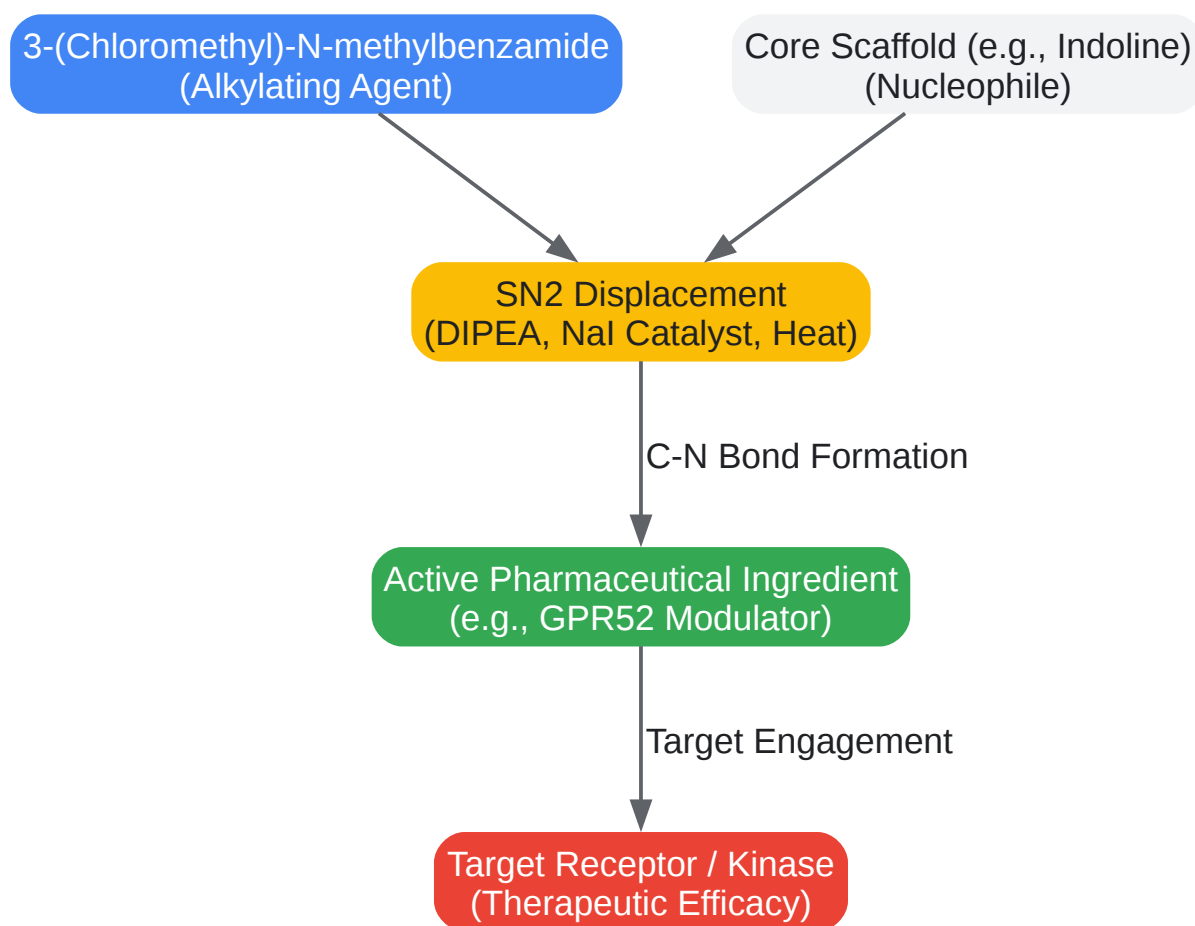 3-(Chloromethyl)-N-methylbenzamide
(Alkylating Agent)
Core Scaffold (e.g., Indoline)
(Nucleophile)
SN2 Displacement
(DIPEA, NaI Catalyst, Heat)
C-N Bond Formation
Active Pharmaceutical Ingredient
(e.g., GPR52 Modulator)
Target Engagement
Target Receptor / Kinase
(Therapeutic Efficacy)